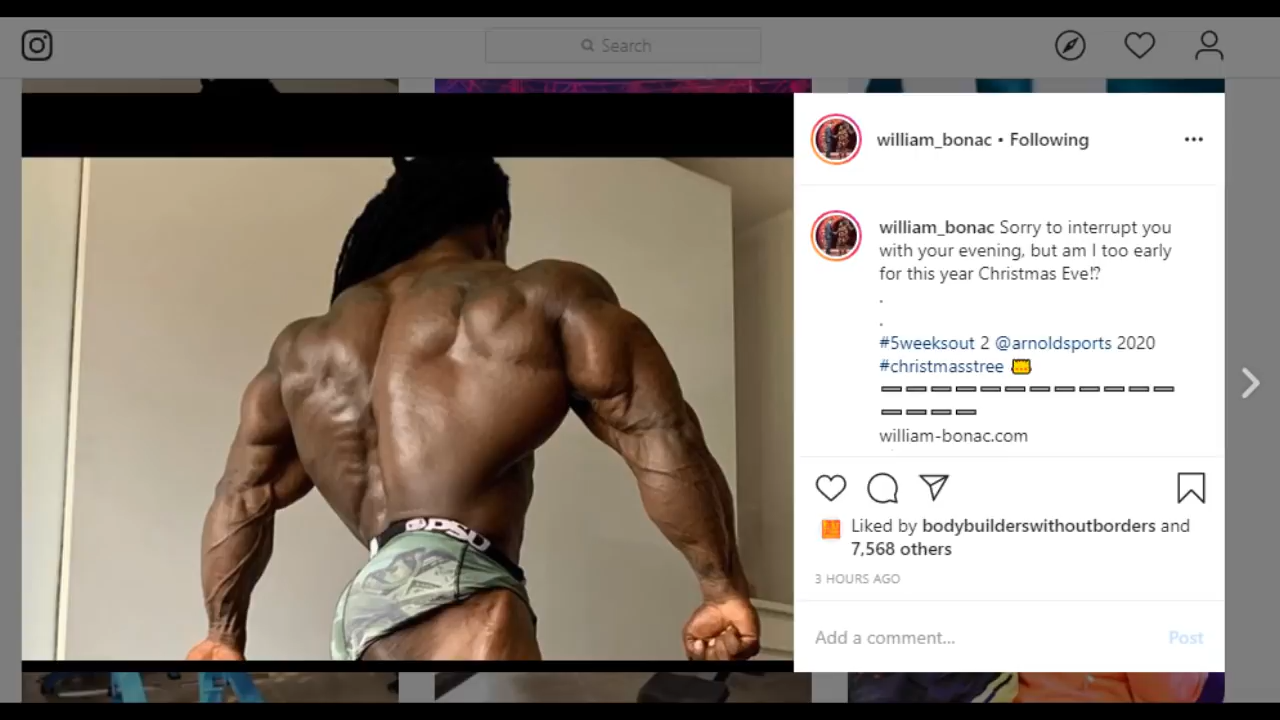 Search
william_bonac • Following
william_bonac Sorry to interrupt you
with your evening, but am I too early
for this year Christmas Eve!?
.
.
#5weeksout 2 @arnoldsports 2020
#christmasstree
william-bonac.com
Liked by bodybuilderswithoutborders and
7,568 others
3 HOURS AGO
Add a comment... Post